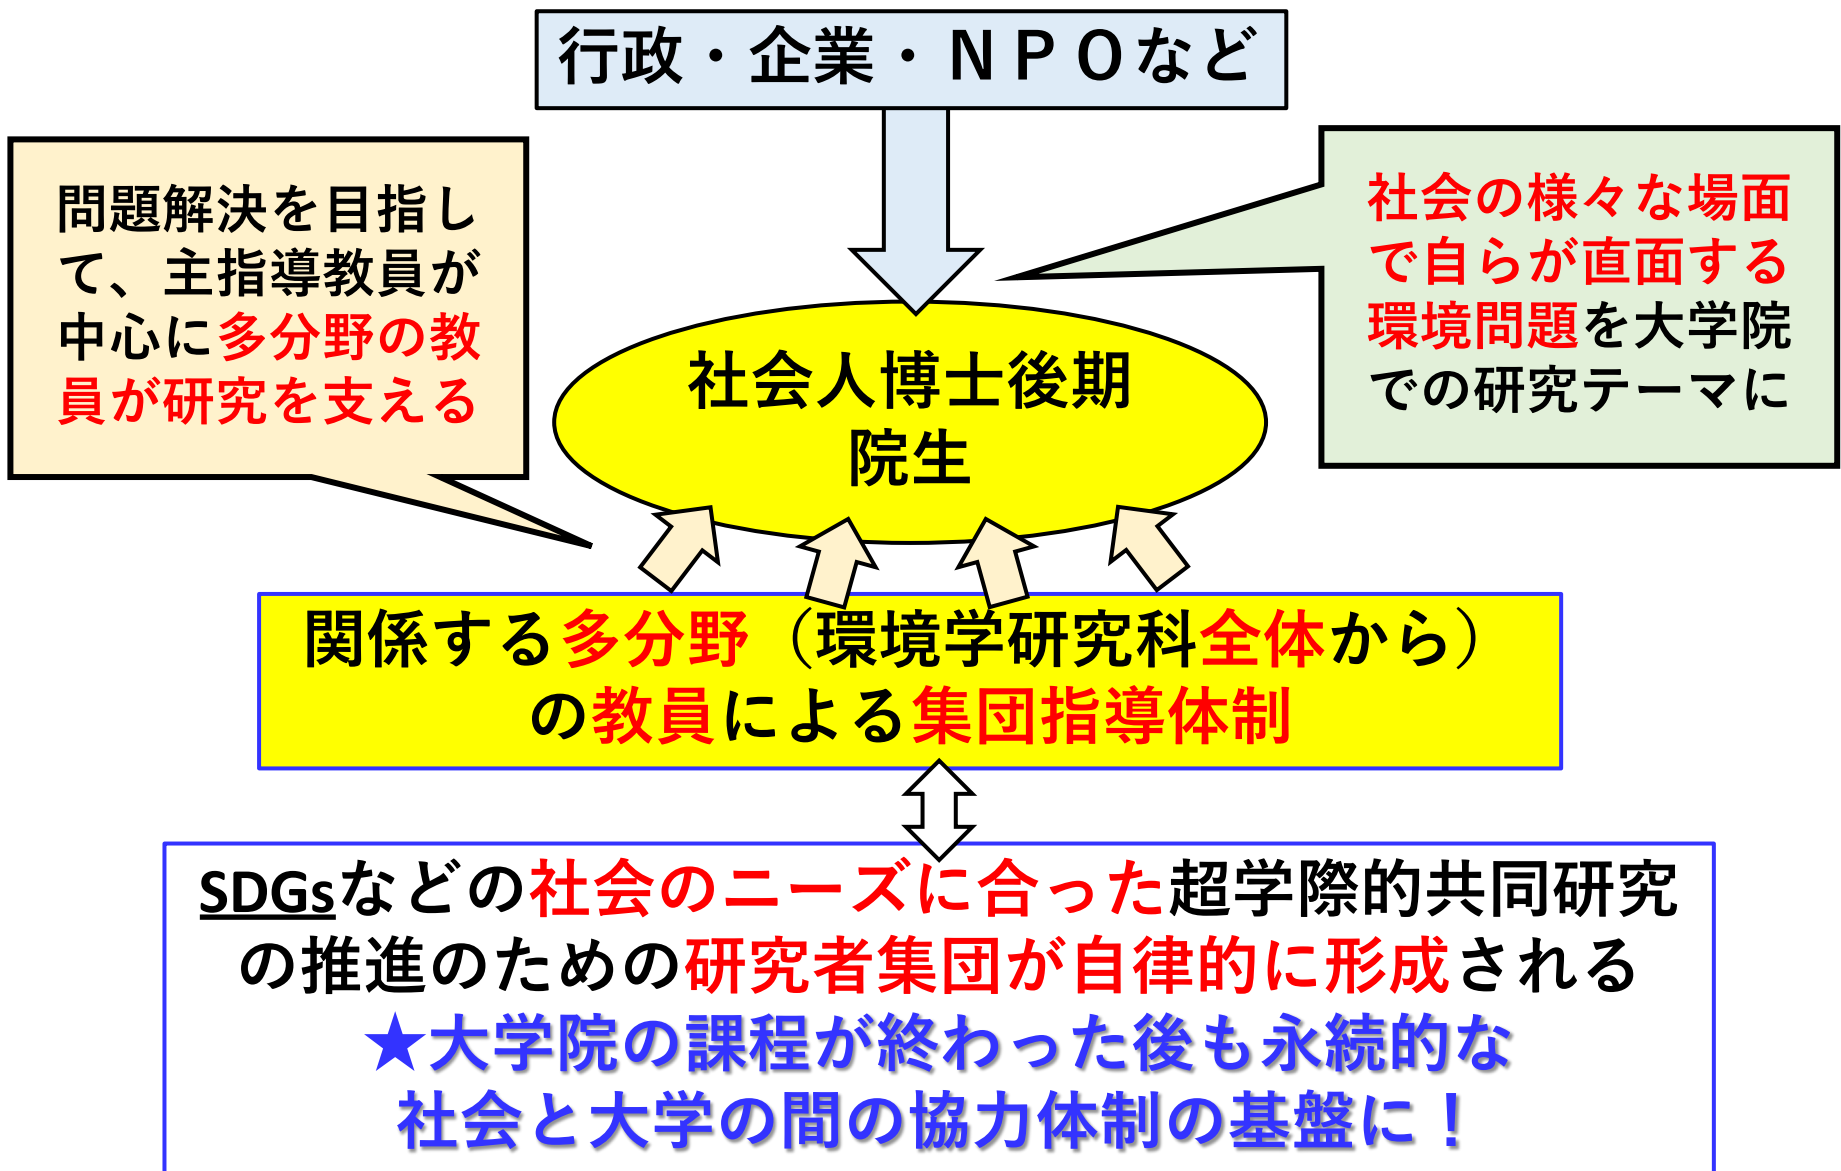 行政・企業・ＮＰＯなど
問題解決を目指し
て、主指導教員が
中心に多分野の教
員が研究を支える
社会の様々な場面
で自らが直面する
環境問題を大学院
での研究テーマに
社会人博士後期
院生
関係する多分野（環境学研究科全体から）
の教員による集団指導体制
SDGsなどの社会のニーズに合った超学際的共同研究
の推進のための研究者集団が自律的に形成される
★大学院の課程が終わった後も永続的な
社会と大学の間の協力体制の基盤に！